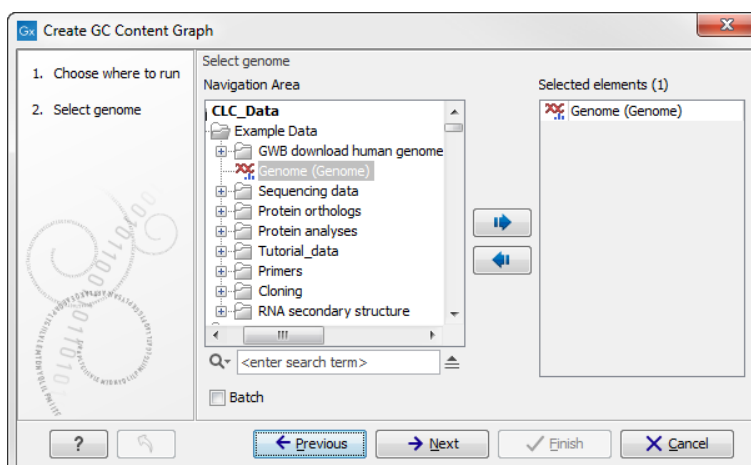 Gx Create GC Content Graph
1. Choose where to run
2. Select genome
Select genome
Navigation Area
CLC_Data
Example Data
GWB download human genome
Genome (Genome)
Sequencing data
Protein orthologs
Protein analyses
Tutorial_data
Primers
Cloning
RNA secondary structure
<enter search term>
Batch
Selected elements (1)
Genome (Genome)
?
Previous
Next
Finish
Cancel